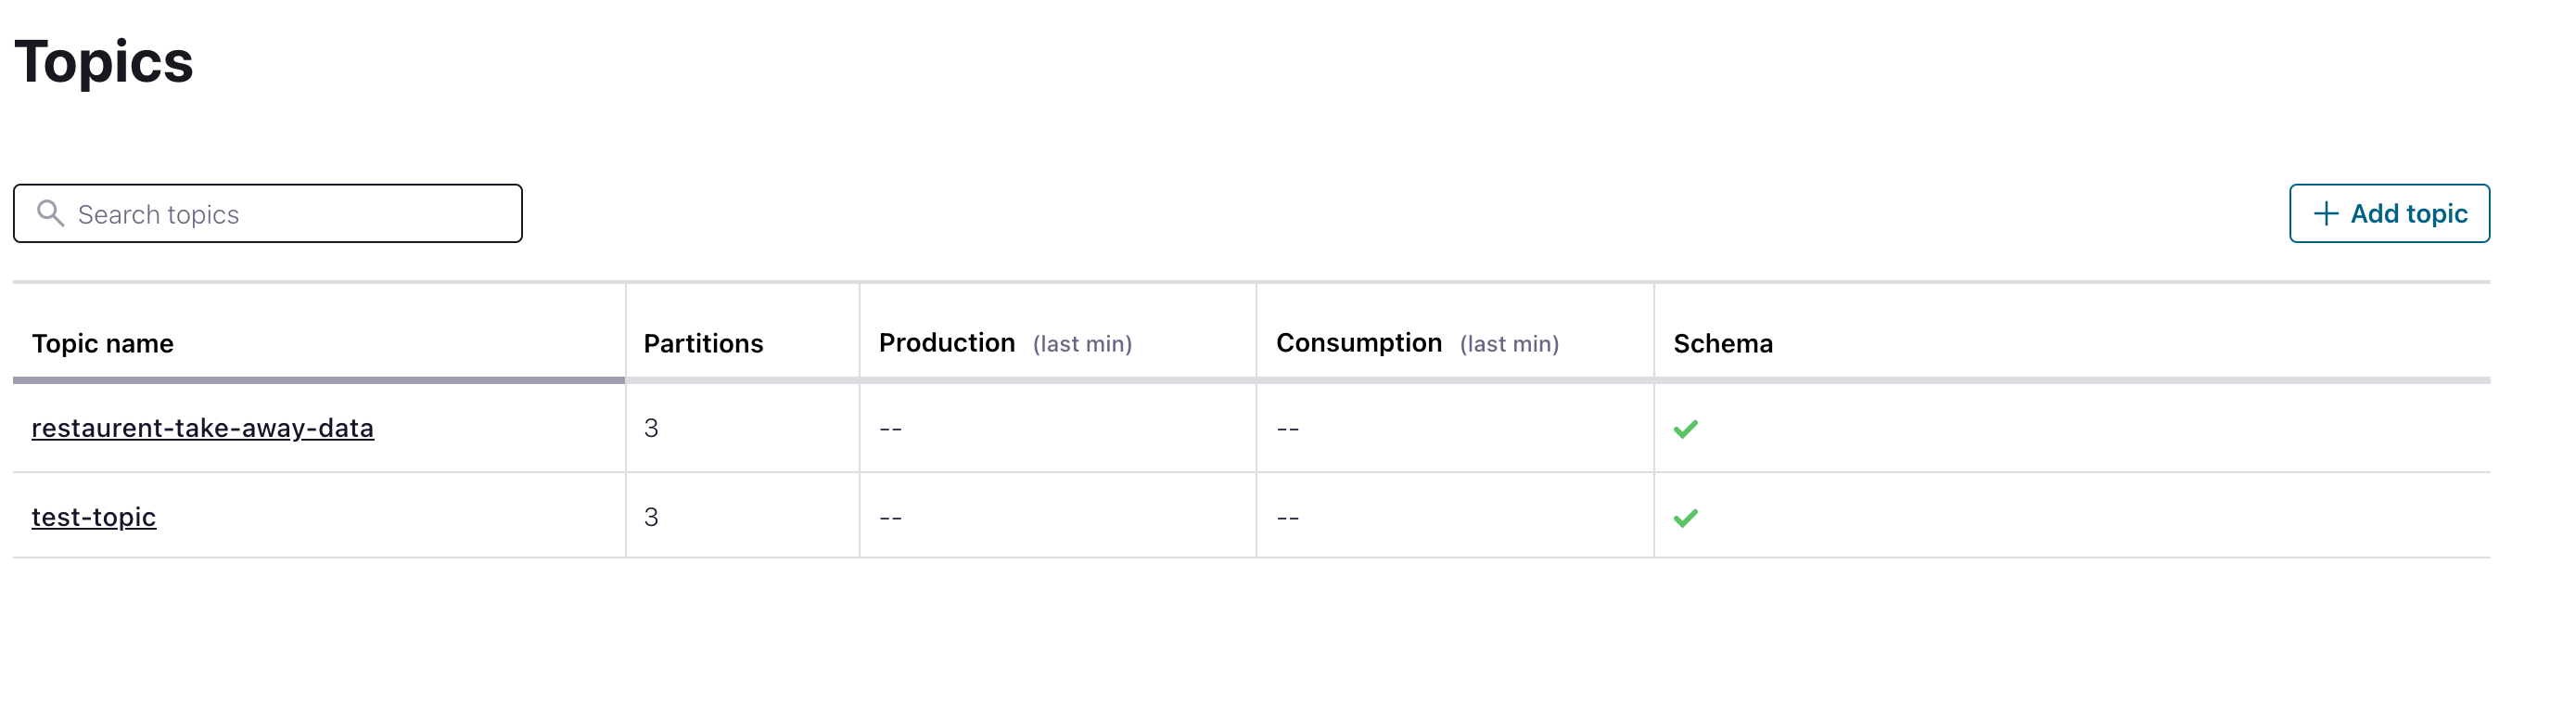 Topics
Search topics
+ Add topic
Topic name Partitions Production (last min) Consumption (last min) Schema
restaurent-take-away-data 3 -- --
test-topic 3 -- --